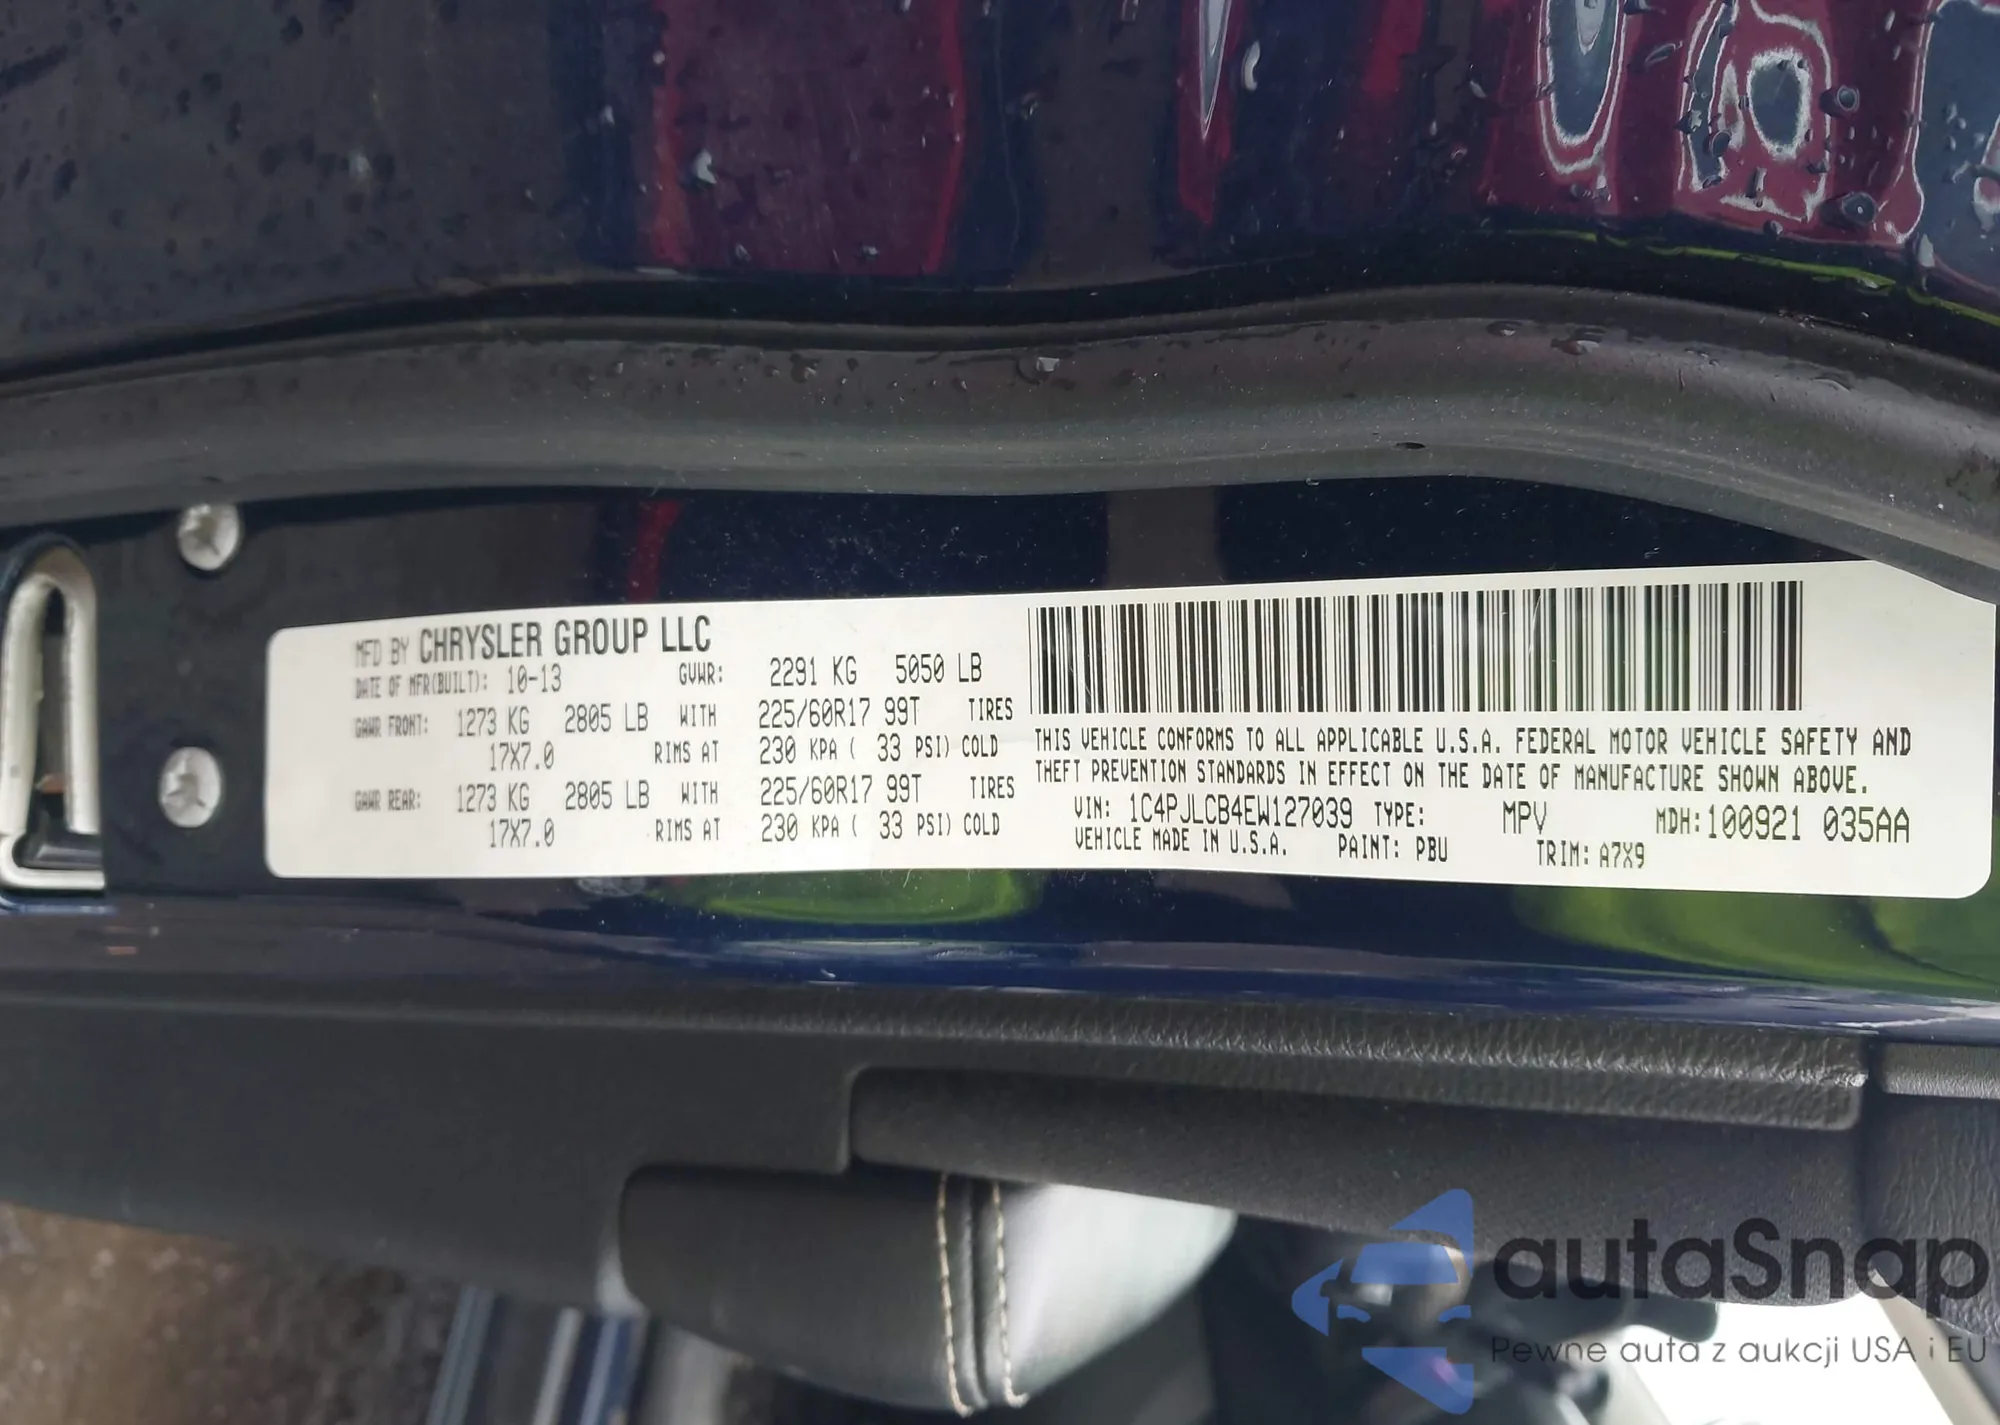 MFD BY CHRYSLER GROUP LLC
DATE OF MFR(BUILT): 10-13 GVWR: 2291 KG 5050 LB
GAWR FRONT: 1273 KG 2805 LB WITH 225/60R17 99T TIRES
17X7.0 RIMS AT 230 KPA ( 33 PSI) COLD
GAWR REAR: 1273 KG 2805 LB WITH 225/60R17 99T TIRES
17X7.0 RIMS AT 230 KPA ( 33 PSI) COLD
THIS VEHICLE CONFORMS TO ALL APPLICABLE U.S.A. FEDERAL MOTOR VEHICLE SAFETY AND
THEFT PREVENTION STANDARDS IN EFFECT ON THE DATE OF MANUFACTURE SHOWN ABOVE.
VIN: 1C4PJLCB4EW127039 TYPE: MPV MDH:100921 035AA
VEHICLE MADE IN U.S.A. PAINT: PBU TRIM: A7X9
autaSnap
Pewne auta z aukcji USA i EU